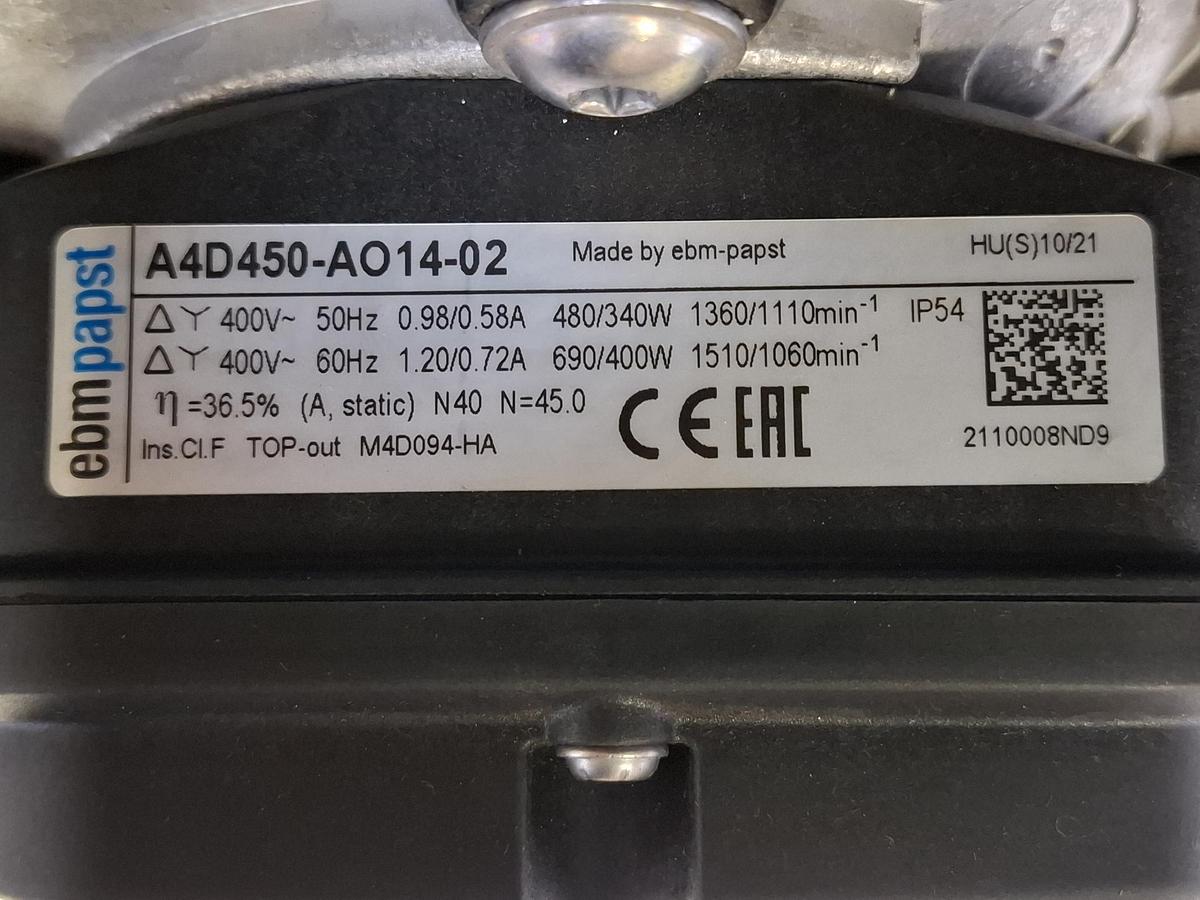 ebmpapst
A4D450-AO14-02 Made by ebm-papst HU(S)10/21
Δ Y 400V~ 50Hz 0.98/0.58A 480/340W 1360/1110min⁻¹ IP54
Δ Y 400V~ 60Hz 1.20/0.72A 690/400W 1510/1060min⁻¹
η =36.5% (A, static) N40 N=45.0 CE EAC
Ins.Cl.F TOP-out M4D094-HA 2110008ND9